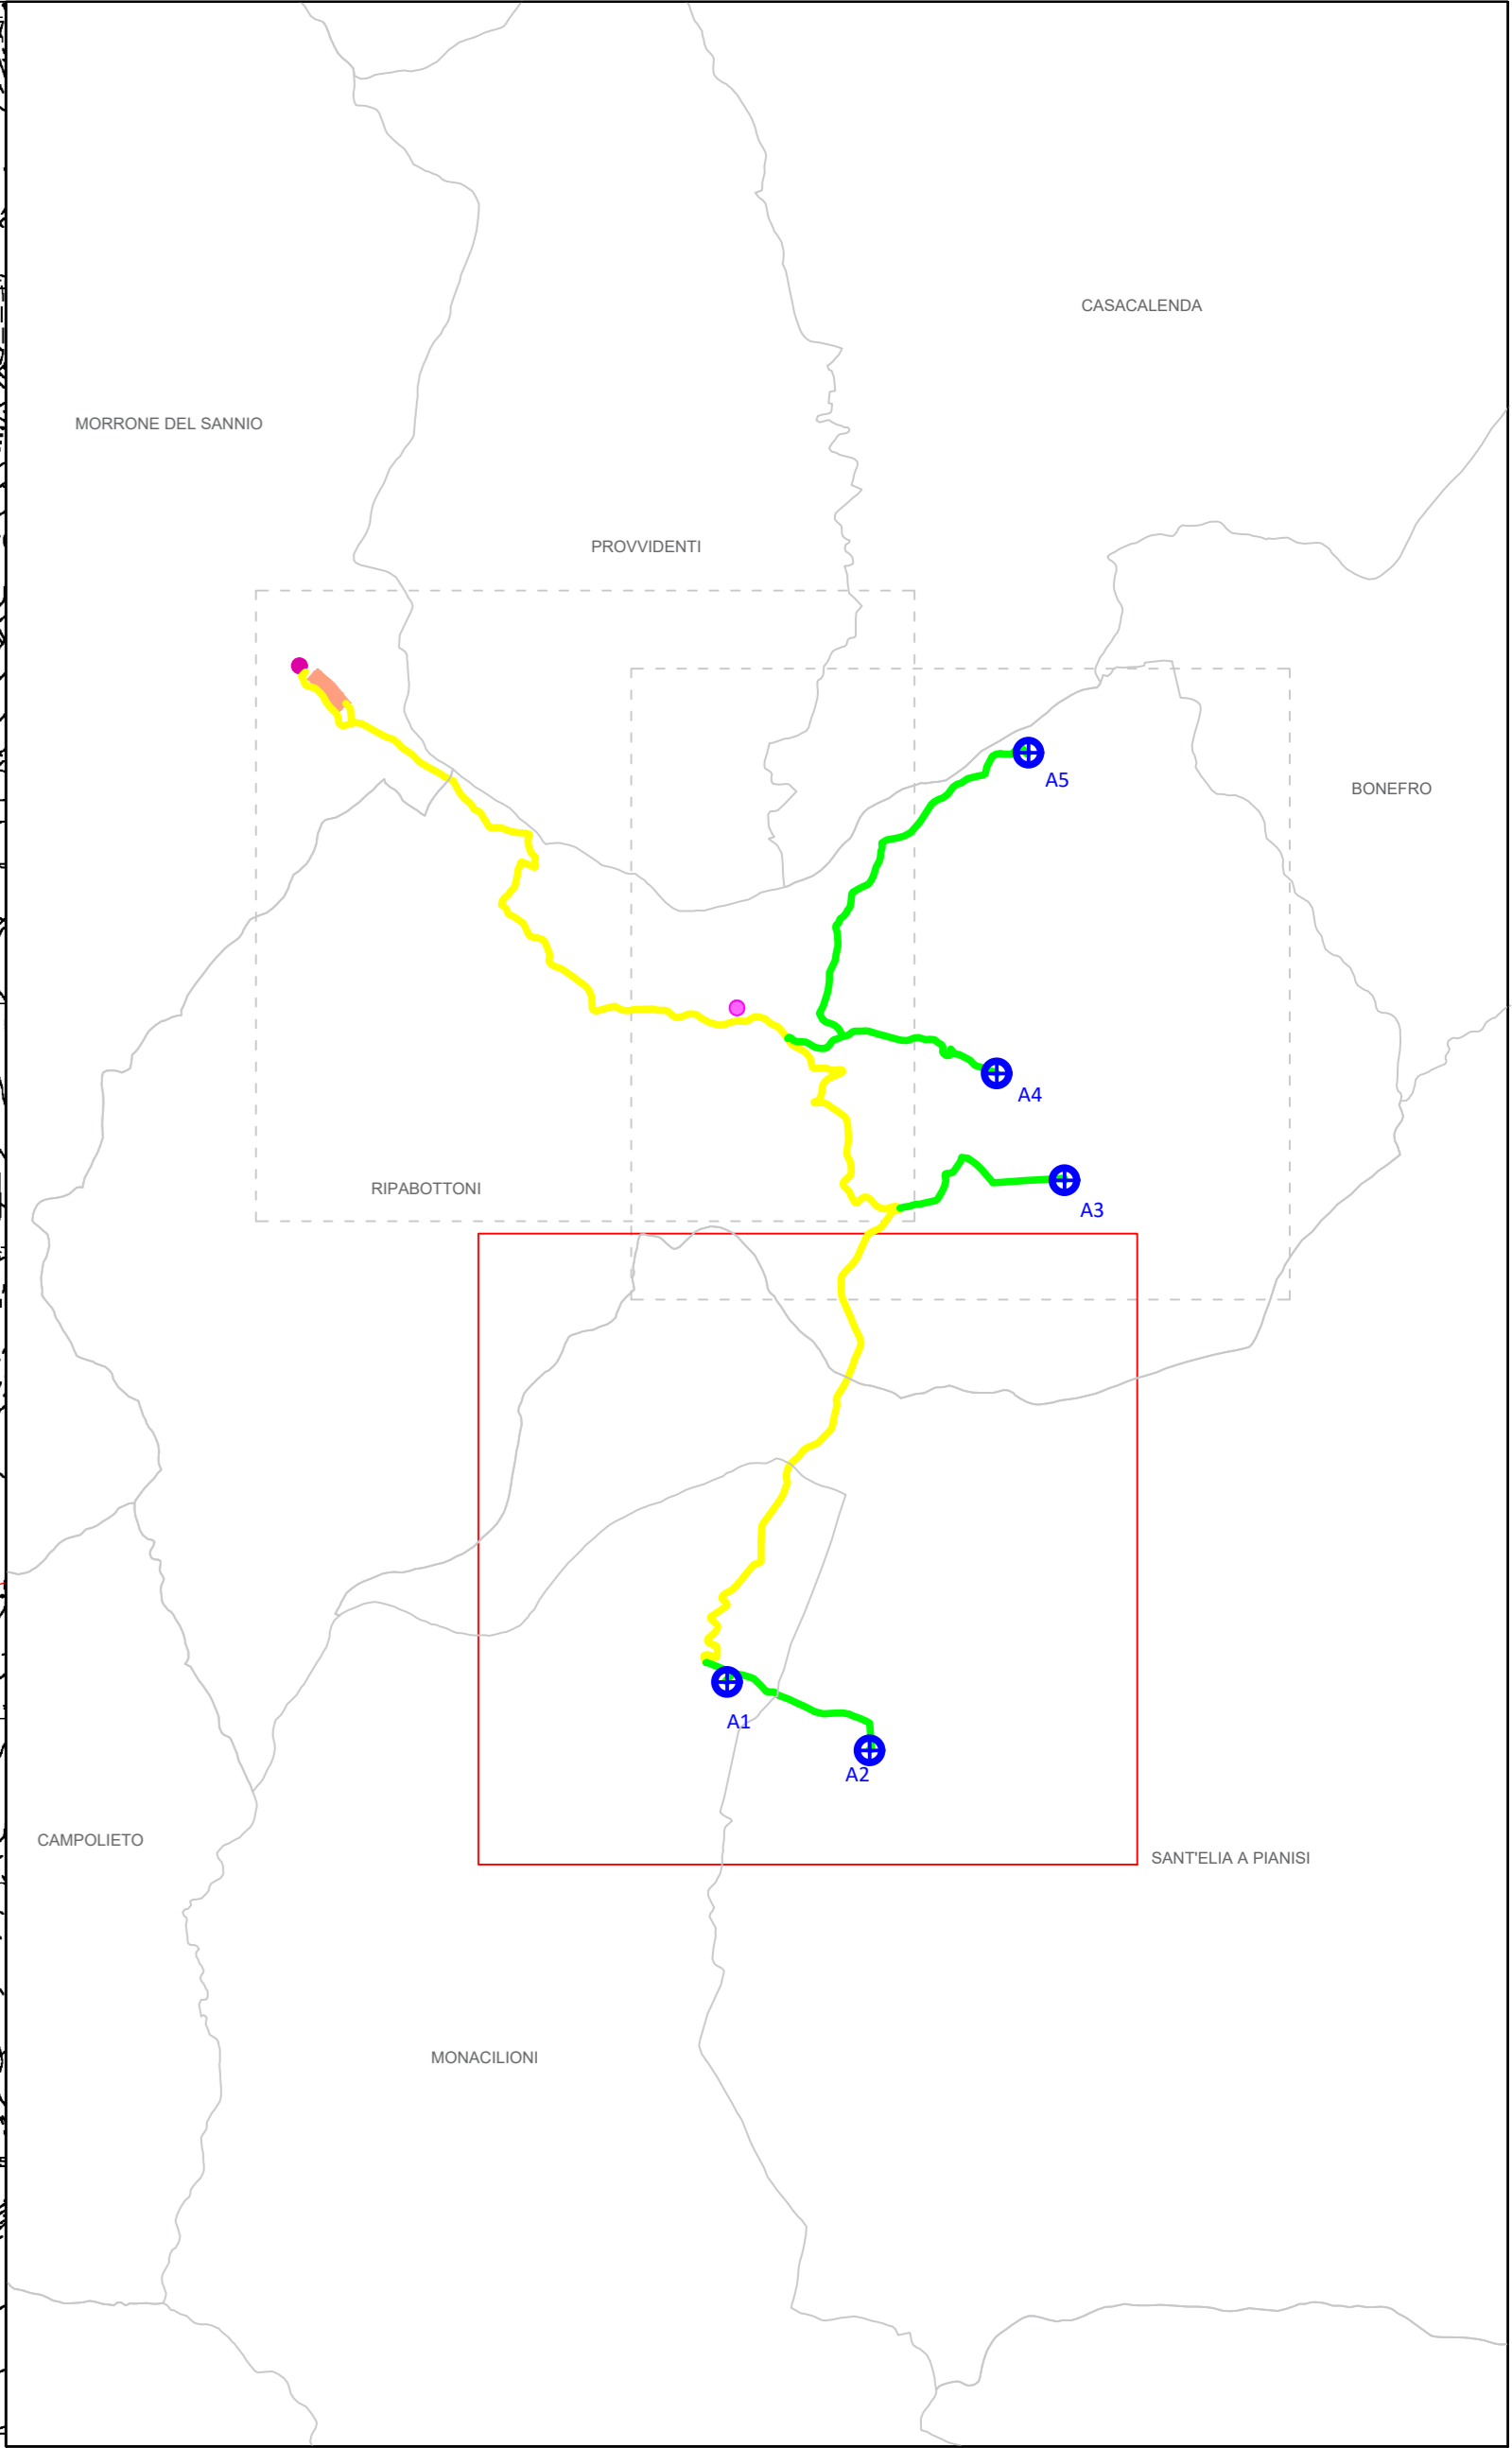 CASACALENDA
MORRONE DEL SANNIO
PROVVIDENTI
A5
BONEFRO
A4
RIPABOTTONI
A3
A1
A2
CAMPOLIETO
SANT'ELIA A PIANISI
MONACILIONI